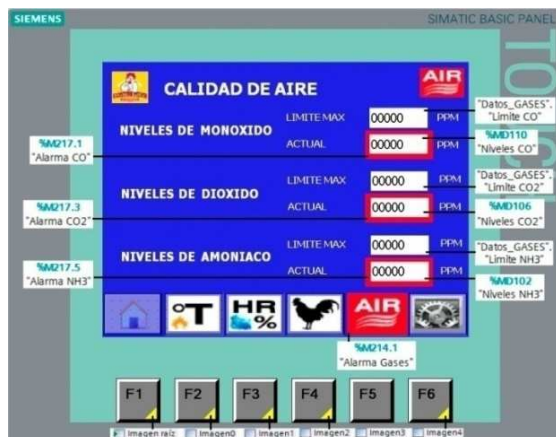 SIEMENS
SIMATIC BASIC PANEL
TOUCH
CALIDAD DE AIRE
AIR
NIVELES DE MONOXIDO
LIMITE MAX
00000
PPM
"Datos_GASES".
"Limite CO"
ACTUAL
00000
PPM
%MD110
"Niveles CO"
%M217.1
"Alarma CO"
NIVELES DE DIOXIDO
LIMITE MAX
00000
PPM
"Datos_GASES".
"Limite CO2"
ACTUAL
00000
PPM
%MD106
"Niveles CO2"
%M217.3
"Alarma CO2"
NIVELES DE AMONIACO
LIMITE MAX
00000
PPM
"Datos_GASES".
"Limite NH3"
ACTUAL
00000
PPM
%MD102
"Niveles NH3"
%M217.5
"Alarma NH3"
°T
HR
%
AIR
%M214.1
"Alarma Gases"
F1
F2
F3
F4
F5
F6
Imagen raíz
Imagen0
Imagen1
Imagen2
Imagen3
Imagen4